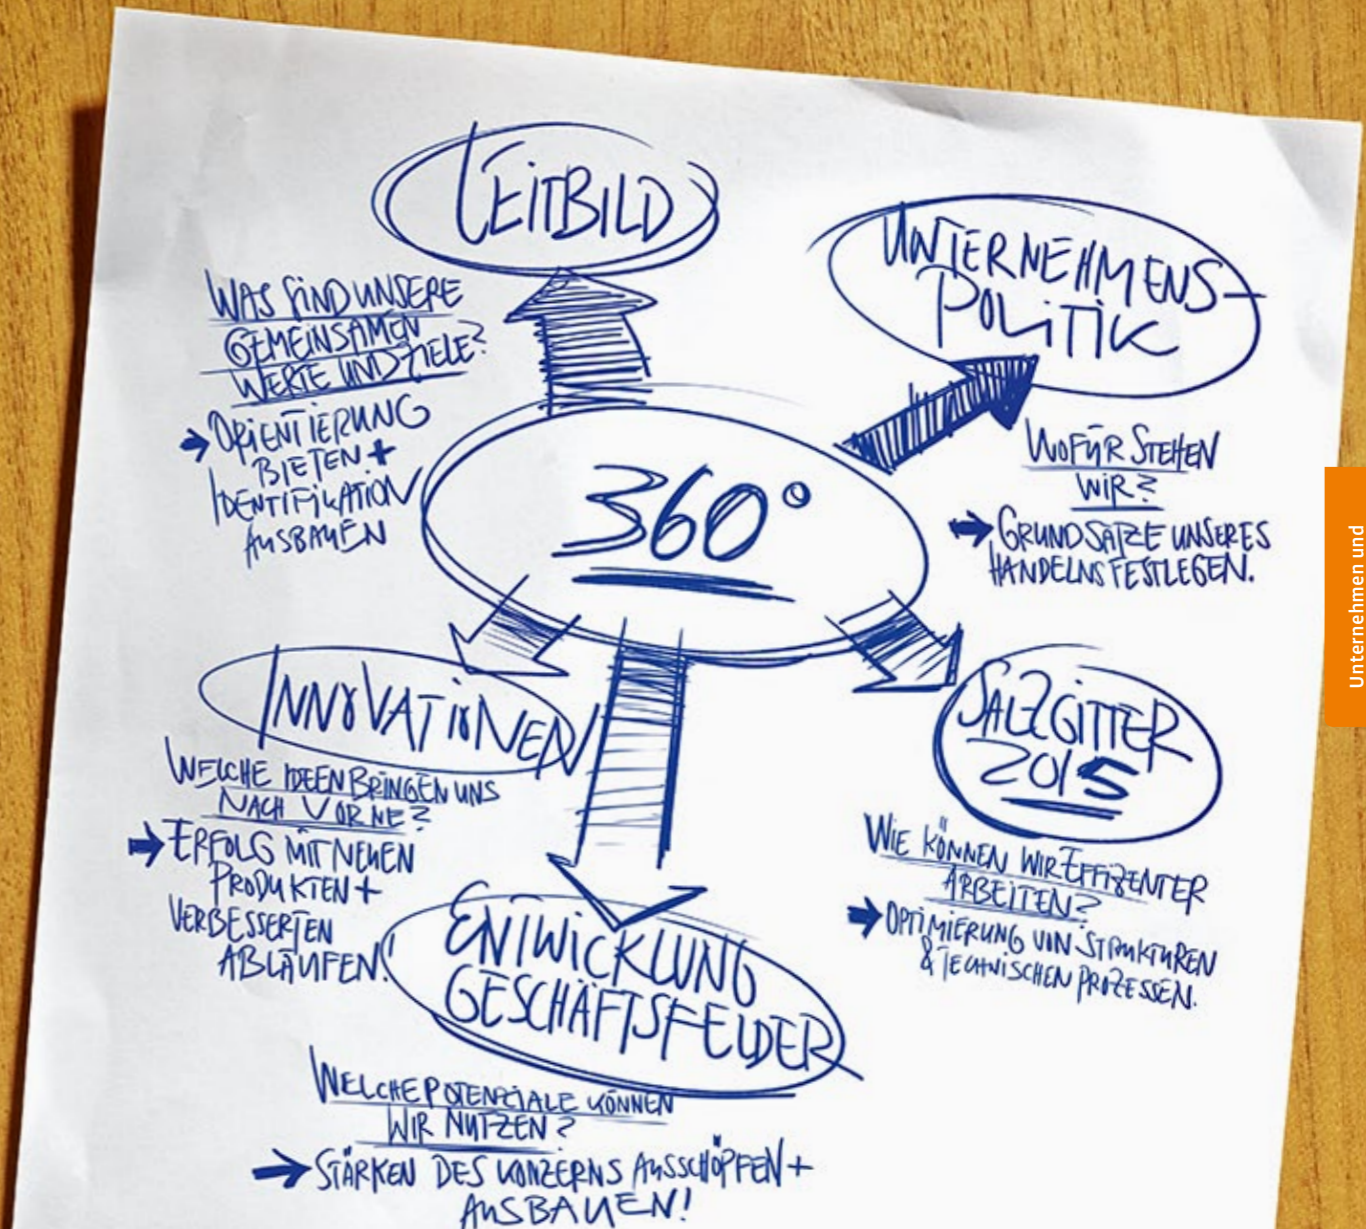 LEITBILD
WAS SIND UNSERE
GEMEINSAMEN
WERTE UND ZIELE?
ORIENTIERUNG
BIETEN +
IDENTIFIKATION
AUSBAUEN
UNTERNEHMENS-
POLITIK
WOFÜR STEHEN
WIR?
GRUNDSÄTZE UNSERES
HANDELNS FESTLEGEN.
360°
INNOVATIONEN
WELCHE IDEEN BRINGEN UNS
NACH VORNE?
ERFOLG MIT NEUEN
PRODUKTEN +
VERBESSERTEN
ABLÄUFEN!
SALZGITTER
2015
WIE KÖNNEN WIR EFFIZENTER
ARBEITEN?
OPTIMIERUNG VON STRUKTUREN
& TECHNISCHEN PROZESSEN.
ENTWICKLUNG
GESCHÄFTSFELDER
WELCHE POTENZIALE KÖNNEN
WIR NUTZEN?
STÄRKEN DES KONZERNS AUSSCHÖPFEN +
AUSBAUEN!
Unternehmen und